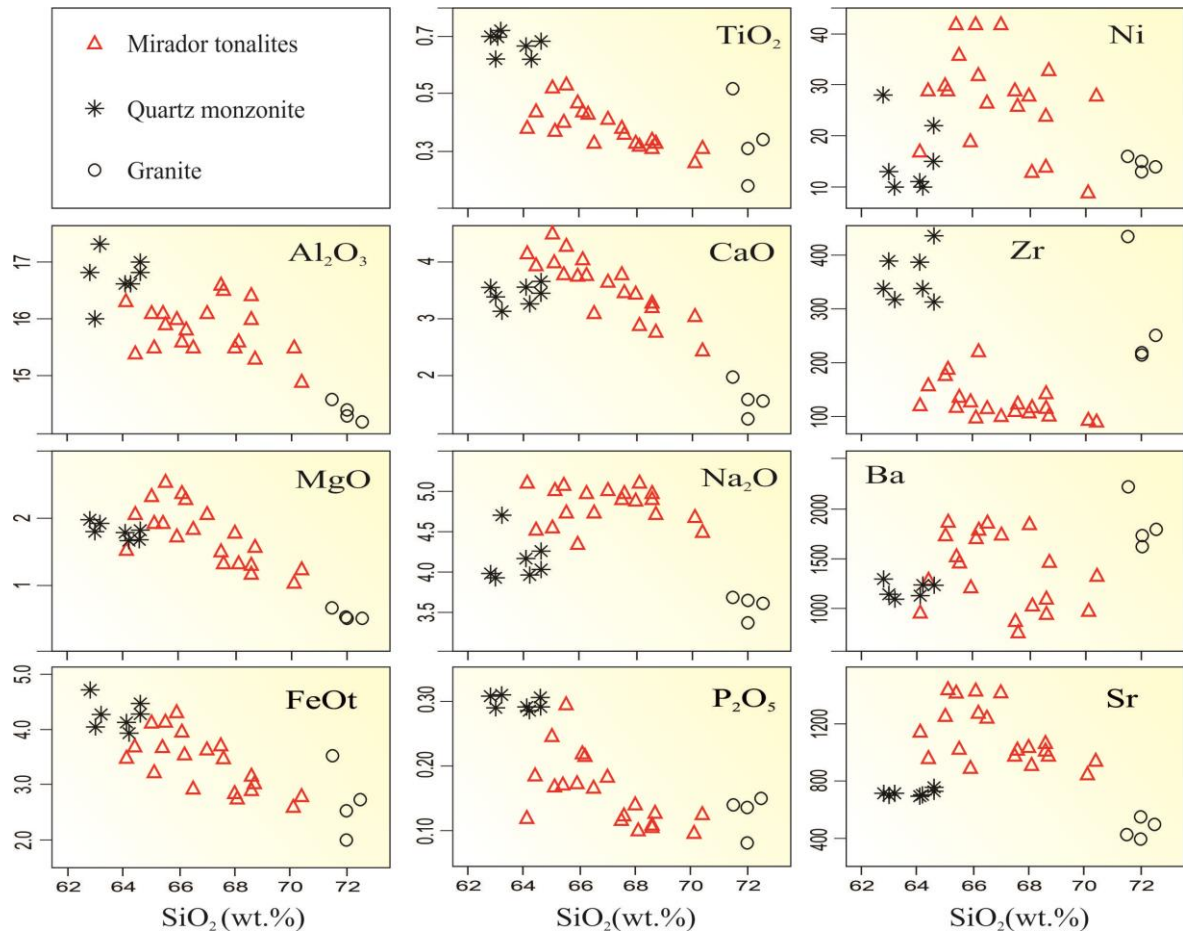 Mirador tonalites
Quartz monzonite
Granite
TiO₂
0.7
0.5
0.3
Ni
40
30
20
10
Al₂O₃
17
16
15
CaO
4
3
2
Zr
400
300
200
100
MgO
2
1
Na₂O
5.0
4.5
4.0
3.5
Ba
2000
1500
1000
FeOt
5.0
4.0
3.0
2.0
P₂O₅
0.30
0.20
0.10
Sr
1200
800
400
62 64 66 68 70 72
62 64 66 68 70 72
62 64 66 68 70 72
SiO₂(wt.%)
SiO₂(wt.%)
SiO₂(wt.%)